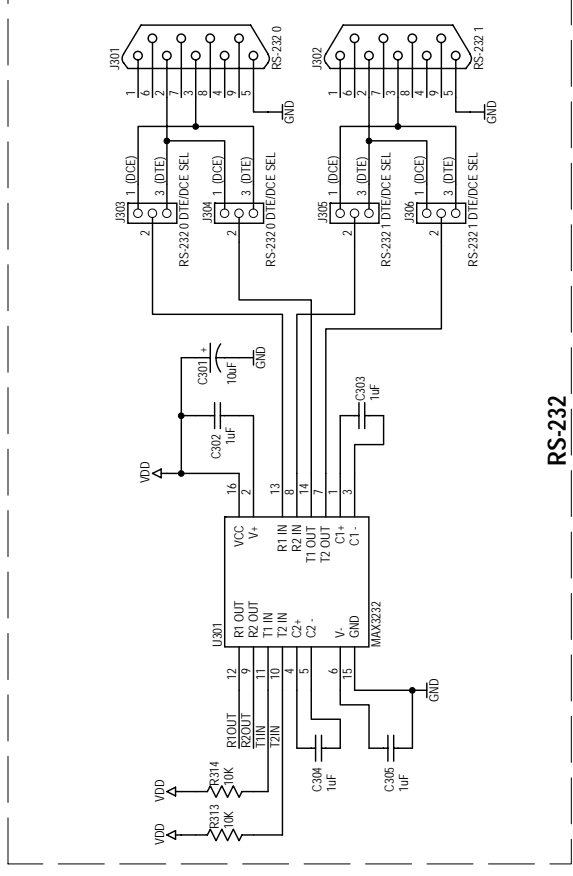 J301
RS-232 0
1
6
2
7
3
8
4
9
5
GND
J302
RS-232 1
1
6
2
7
3
8
4
9
5
GND
J303
1 (DCE)
2
3 (DTE)
RS-232 0 DTE/DCE SEL
J304
1 (DCE)
2
3 (DTE)
RS-232 0 DTE/DCE SEL
J305
1 (DCE)
2
3 (DTE)
RS-232 1 DTE/DCE SEL
J306
1 (DCE)
2
3 (DTE)
RS-232 1 DTE/DCE SEL
VDD
C301
+
10uF
GND
C302
1uF
C303
1uF
16
2
13
8
14
7
1
3
U301
VCC
V+
R1 IN
R2 IN
T1 OUT
T2 OUT
C1+
C1 -
R1 OUT
R2 OUT
T1 IN
T2 IN
C2+
C2 -
V-
GND
MAX3232
12
9
11
10
4
5
6
15
R1OUT
R2OUT
T1IN
T2IN
GND
C304
1uF
C305
1uF
VDD
R314
10K
VDD
R313
10K
RS-232